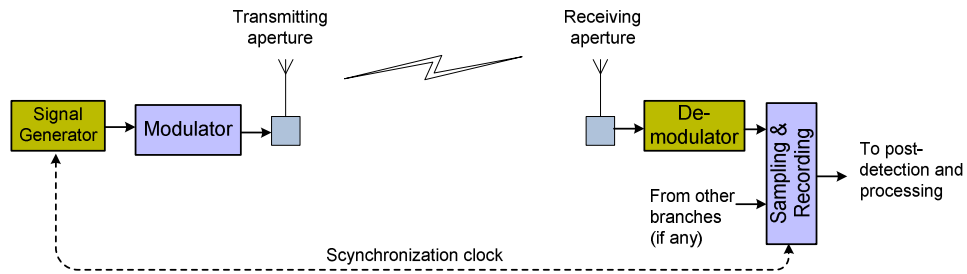 Transmitting
aperture
Receiving
aperture
Signal
Generator
Modulator
De-
modulator
Sampling &
Recording
To post-
detection and
processing
From other
branches
(if any)
Scynchronization clock